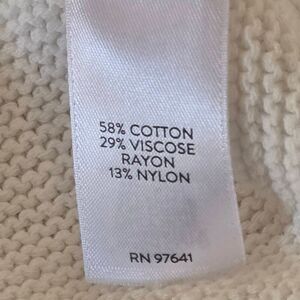 58% COTTON
29% VISCOSE
RAYON
13% NYLON
RN 97641